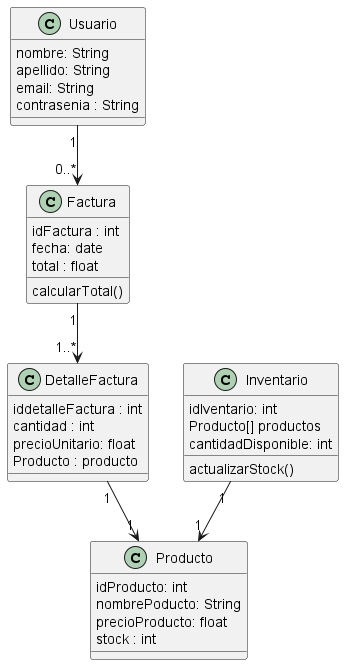 C Usuario
nombre: String
apellido: String
email: String
contrasenia : String
1
0..*
C Factura
idFactura : int
fecha: date
total : float
calcularTotal()
1
1..*
C DetalleFactura
iddetalleFactura : int
cantidad : int
precioUnitario: float
Producto : producto
C Inventario
idIventario: int
Producto[] productos
cantidadDisponible: int
actualizarStock()
1
1
1
1
C Producto
idProducto: int
nombrePoducto: String
precioProducto: float
stock : int